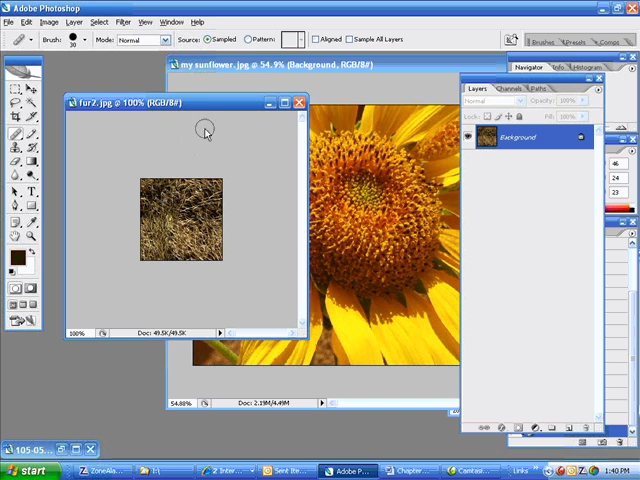 Adobe Photoshop
File Edit Image Layer Select Filter View Window Help
Brush: 30 Mode: Normal Source: Sampled Pattern: Aligned Sample All Layers
Brushes Presets Comps
my sunflower.jpg @ 54.9% (Background, RGB/8#)
Navigator Info Histogram
fur2.jpg @ 100% (RGB/8#)
Layers Channels Paths
Normal Opacity: 100%
Lock: Fill: 100%
Background
46
24
23
100% Doc: 49.5K/49.5K
54.88% Doc: 2.19M/4.49M
105-05...
start ZoneAla I:\ 2 Inter... Sent Ite... Adobe P... Chapter... Camtasi... Links » 1:40 PM